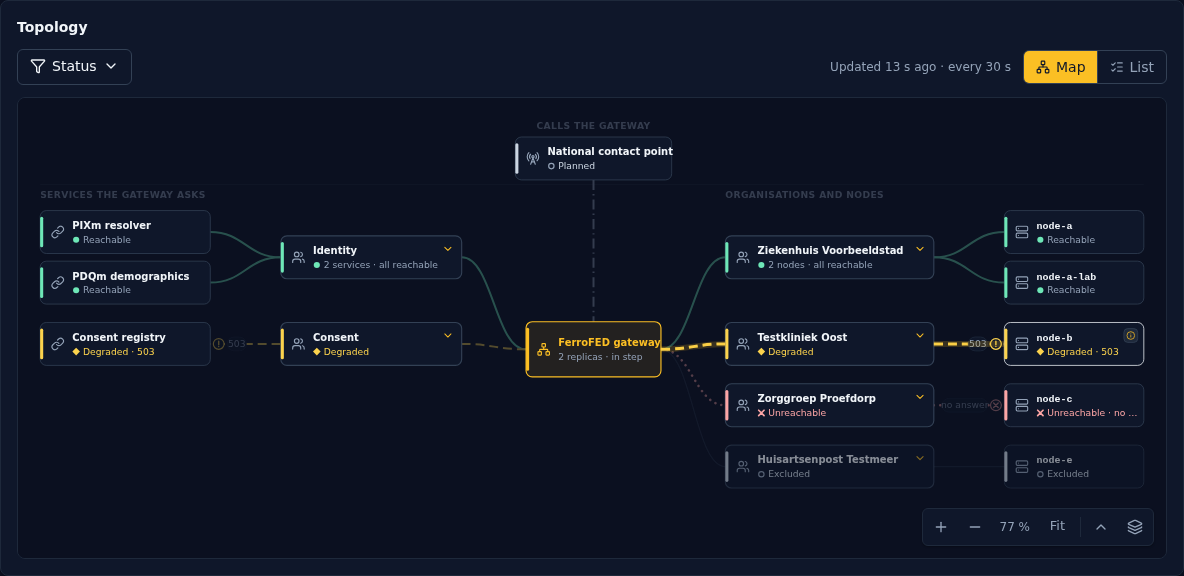 Topology
Status
Updated 13 s ago · every 30 s
Map
List
CALLS THE GATEWAY
National contact point
Planned
SERVICES THE GATEWAY ASKS
ORGANISATIONS AND NODES
PIXm resolver
Reachable
PDQm demographics
Reachable
Identity
2 services · all reachable
Ziekenhuis Voorbeeldstad
2 nodes · all reachable
node-a
Reachable
node-a-lab
Reachable
Consent registry
Degraded · 503
503
Consent
Degraded
FerroFED gateway
2 replicas · in step
Testkliniek Oost
Degraded
503
node-b
Degraded · 503
Zorggroep Proefdorp
Unreachable
no answer
node-c
Unreachable · no ...
Huisartsenpost Testmeer
Excluded
node-e
Excluded
77 %
Fit